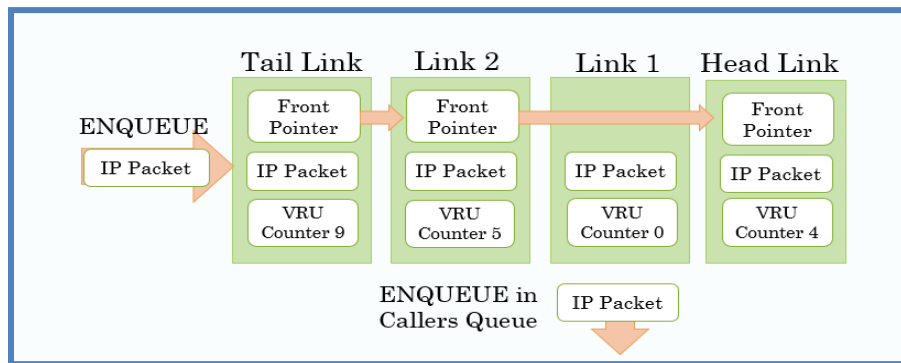 Tail Link
Link 2
Link 1
Head Link
ENQUEUE
IP Packet
Front
Pointer
IP Packet
VRU
Counter 9
Front
Pointer
IP Packet
VRU
Counter 5
IP Packet
VRU
Counter 0
Front
Pointer
IP Packet
VRU
Counter 4
ENQUEUE in
Callers Queue
IP Packet